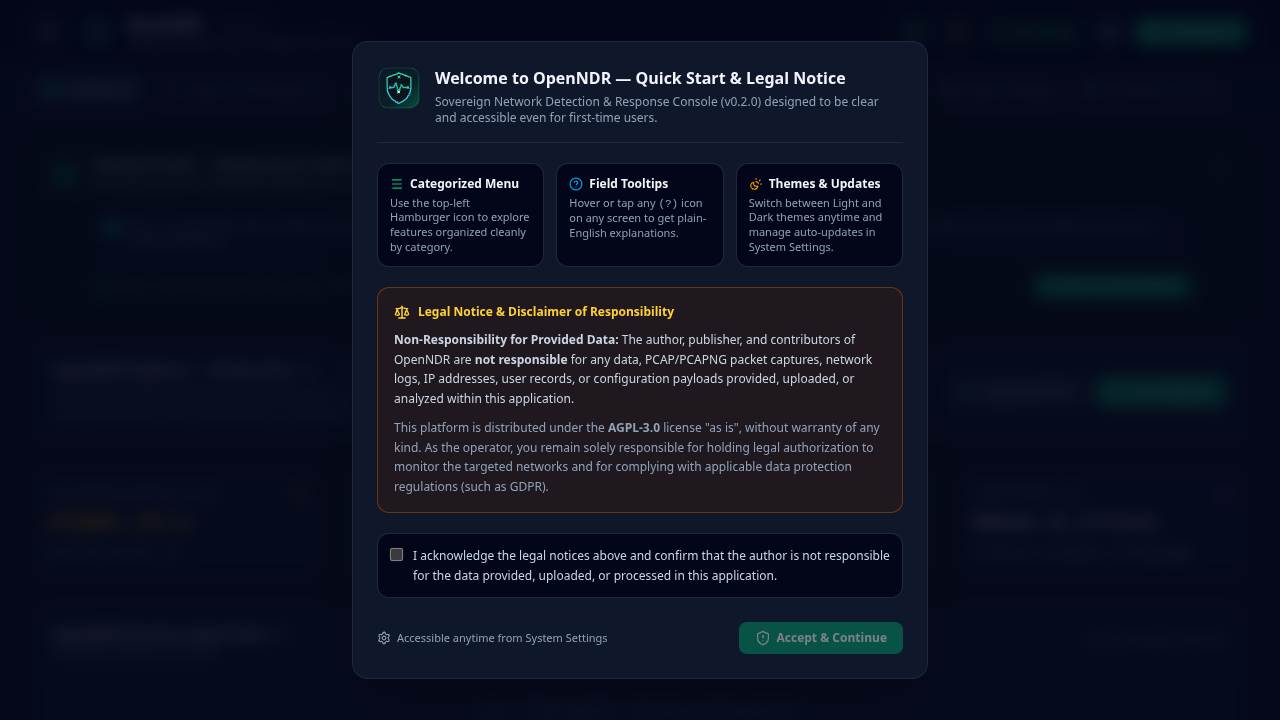 Welcome to OpenNDR — Quick Start & Legal Notice
Sovereign Network Detection & Response Console (v0.2.0) designed to be clear
and accessible even for first-time users.
Categorized Menu
Use the top-left
Hamburger icon to explore
features organized cleanly
by category.
Field Tooltips
Hover or tap any (?) icon
on any screen to get plain-
English explanations.
Themes & Updates
Switch between Light and
Dark themes anytime and
manage auto-updates in
System Settings.
Legal Notice & Disclaimer of Responsibility
Non-Responsibility for Provided Data: The author, publisher, and contributors of
OpenNDR are not responsible for any data, PCAP/PCAPNG packet captures, network
logs, IP addresses, user records, or configuration payloads provided, uploaded, or
analyzed within this application.
This platform is distributed under the AGPL-3.0 license "as is", without warranty of any
kind. As the operator, you remain solely responsible for holding legal authorization to
monitor the targeted networks and for complying with applicable data protection
regulations (such as GDPR).
I acknowledge the legal notices above and confirm that the author is not responsible
for the data provided, uploaded, or processed in this application.
Accessible anytime from System Settings
Accept & Continue